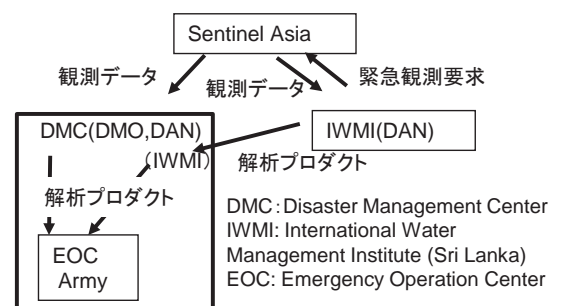 Sentinel Asia
観測データ
観測データ
緊急観測要求
DMC(DMO,DAN)
(IWMI)
IWMI(DAN)
解析プロダクト
解析プロダクト
EOC
Army
DMC:Disaster Management Center
IWMI: International Water
Management Institute (Sri Lanka)
EOC: Emergency Operation Center